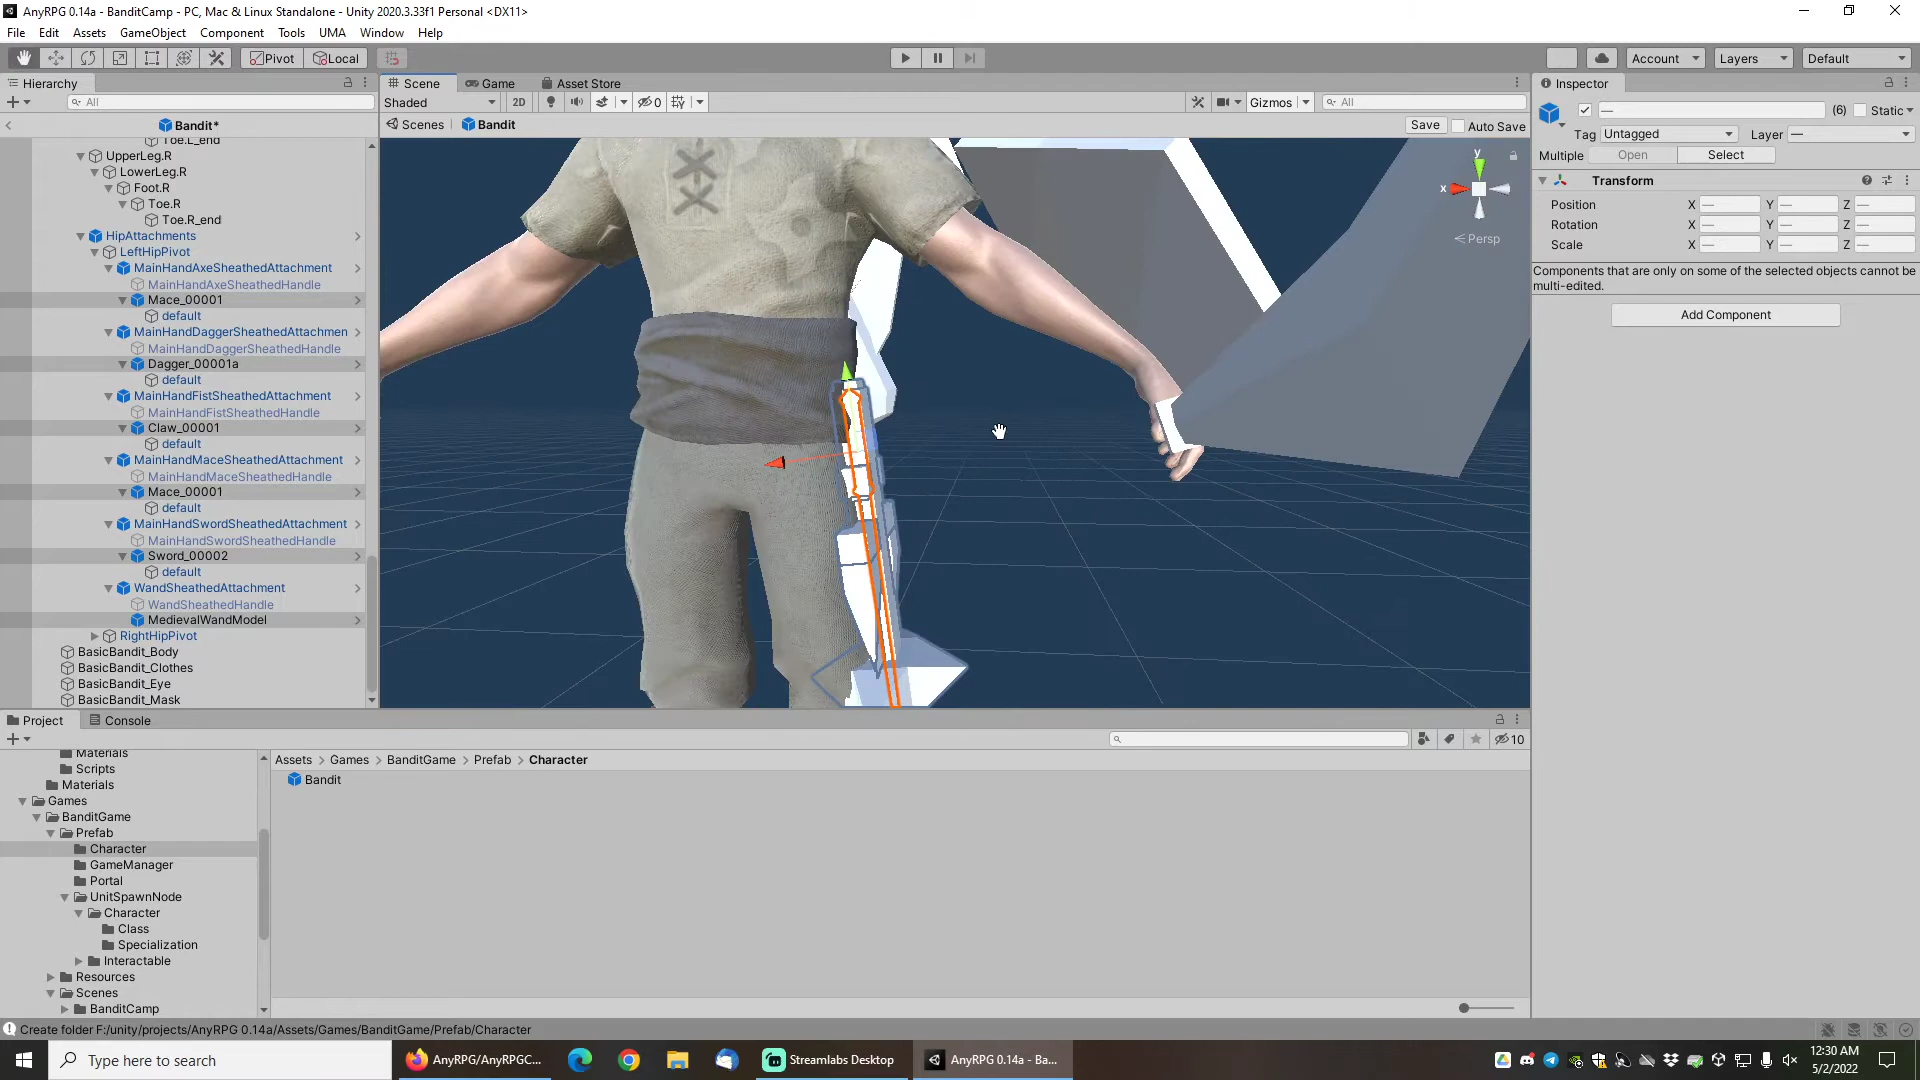 AnyRPG 0.14a - BanditCamp - PC, Mac & Linux Standalone - Unity 2020.3.33f1 Personal <DX11>
File Edit Assets GameObject Component Tools UMA Window Help
Pivot Local Account Layers Default
Hierarchy Scene Game Asset Store Inspector
All Shaded 2D 0 Gizmos All (6) Static
Bandit* Scenes Bandit Save Auto Save
Tag Untagged Layer —
Multiple Open Select
Transform
Position X — Y — Z —
Rotation X — Y — Z —
Scale X — Y — Z —
Components that are only on some of the selected objects cannot be
multi-edited.
Add Component
y
x
Persp
Toe.L_end
UpperLeg.R
LowerLeg.R
Foot.R
Toe.R
Toe.R_end
HipAttachments
LeftHipPivot
MainHandAxeSheathedAttachment
MainHandAxeSheathedHandle
Mace_00001
default
MainHandDaggerSheathedAttachmen
MainHandDaggerSheathedHandle
Dagger_00001a
default
MainHandFistSheathedAttachment
MainHandFistSheathedHandle
Claw_00001
default
MainHandMaceSheathedAttachment
MainHandMaceSheathedHandle
Mace_00001
default
MainHandSwordSheathedAttachment
MainHandSwordSheathedHandle
Sword_00002
default
WandSheathedAttachment
WandSheathedHandle
MedievalWandModel
RightHipPivot
BasicBandit_Body
BasicBandit_Clothes
BasicBandit_Eye
BasicBandit_Mask
Project Console
10
Materials
Scripts
Materials
Games
BanditGame
Prefab
Character
GameManager
Portal
UnitSpawnNode
Character
Class
Specialization
Interactable
Resources
Scenes
BanditCamp
Assets > Games > BanditGame > Prefab > Character
Bandit
Create folder F:/unity/projects/AnyRPG 0.14a/Assets/Games/BanditGame/Prefab/Character
Type here to search
AnyRPG/AnyRPGC...
Streamlabs Desktop
AnyRPG 0.14a - Ba...
12:30 AM
5/2/2022